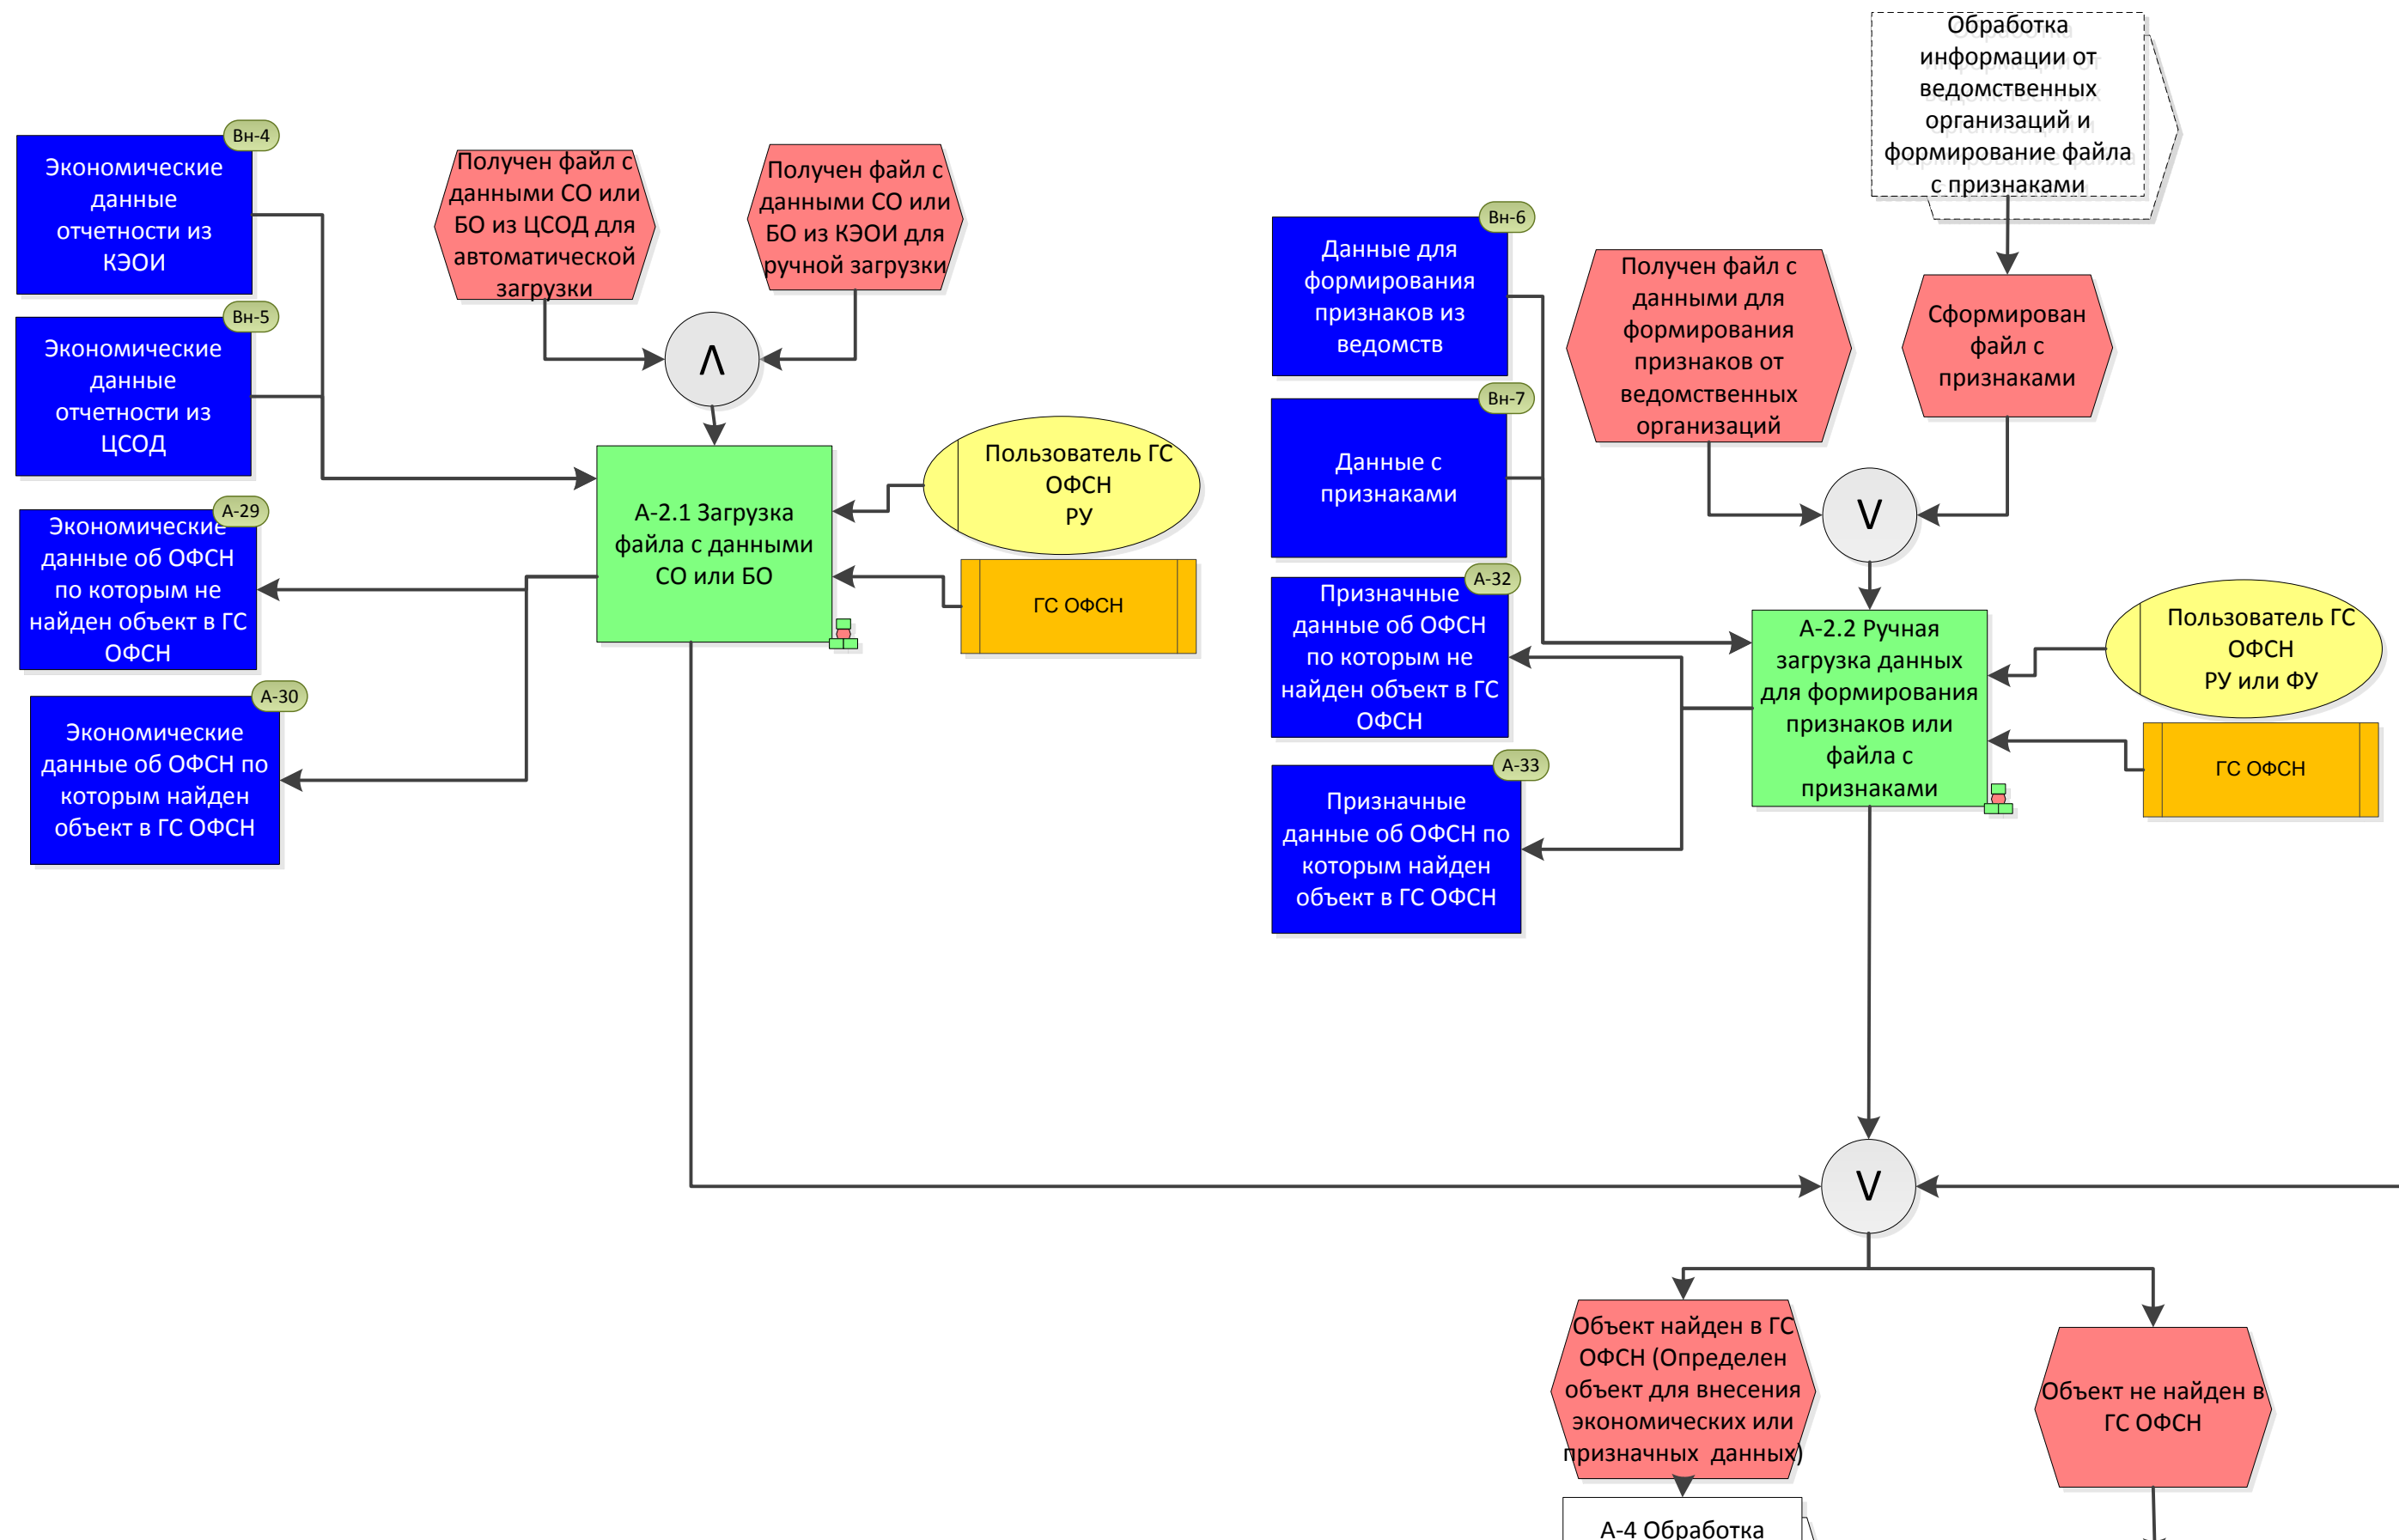 Обработка
информации от
ведомственных
организаций и
формирование файла
с признаками
Вн-4
Экономические
данные
отчетности из
КЭОИ
Получен файл с
данными СО или
БО из ЦСОД для
автоматической
загрузки
Получен файл с
данными СО или
БО из КЭОИ для
ручной загрузки
Вн-6
Данные для
формирования
признаков из
ведомств
Получен файл с
данными для
формирования
признаков от
ведомственных
организаций
Сформирован
файл с
признаками
Вн-5
Экономические
данные
отчетности из
ЦСОД
Λ
Вн-7
Данные с
признаками
V
А-29
Экономические
данные об ОФСН
по которым не
найден объект в ГС
ОФСН
А-2.1 Загрузка
файла с данными
СО или БО
Пользователь ГС
ОФСН
РУ
ГС ОФСН
А-32
Призначные
данные об ОФСН
по которым не
найден объект в ГС
ОФСН
А-2.2 Ручная
загрузка данных
для формирования
признаков или
файла с
признаками
Пользователь ГС
ОФСН
РУ или ФУ
ГС ОФСН
А-30
Экономические
данные об ОФСН по
которым найден
объект в ГС ОФСН
А-33
Призначные
данные об ОФСН по
которым найден
объект в ГС ОФСН
V
Объект найден в ГС
ОФСН (Определен
объект для внесения
экономических или
призначных  данных)
Объект не найден в
ГС ОФСН
А-4 Обработка